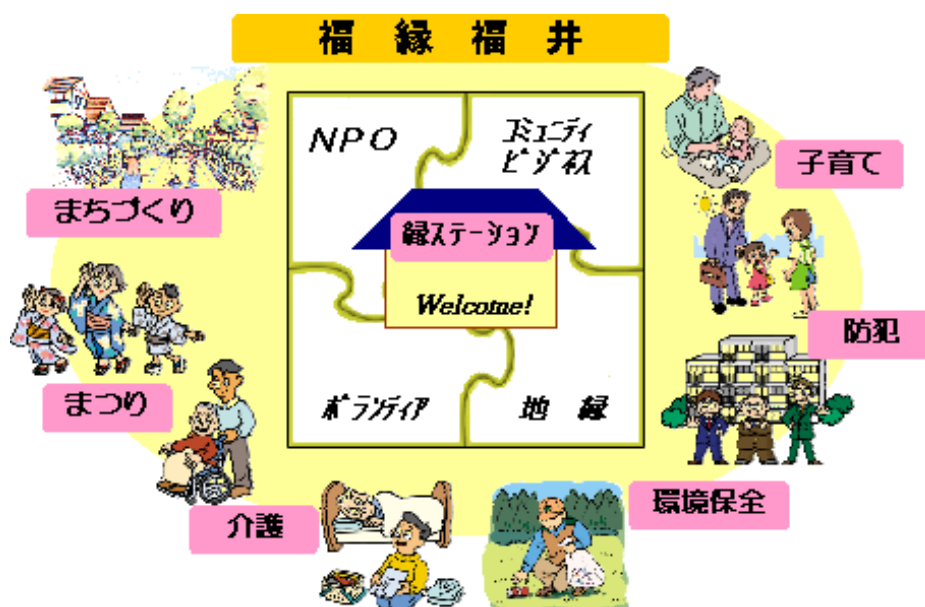 福縁福井
NPO
コミュニティ
ビジネス
子育て
まちづくり
縁ステーション
Welcome!
防犯
まつり
ボランティア
地縁
環境保全
介護